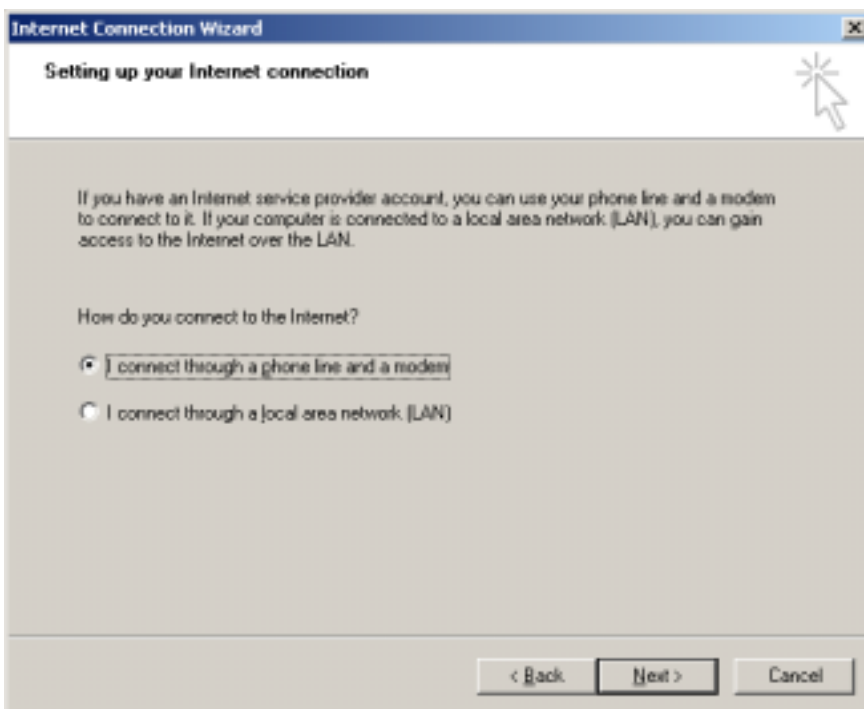 Internet Connection Wizard
Setting up your Internet connection
If you have an Internet service provider account, you can use your phone line and a modem
to connect to it. If your computer is connected to a local area network (LAN), you can gain
access to the Internet over the LAN.
How do you connect to the Internet?
I connect through a phone line and a modem
I connect through a local area network (LAN)
< Back
Next >
Cancel